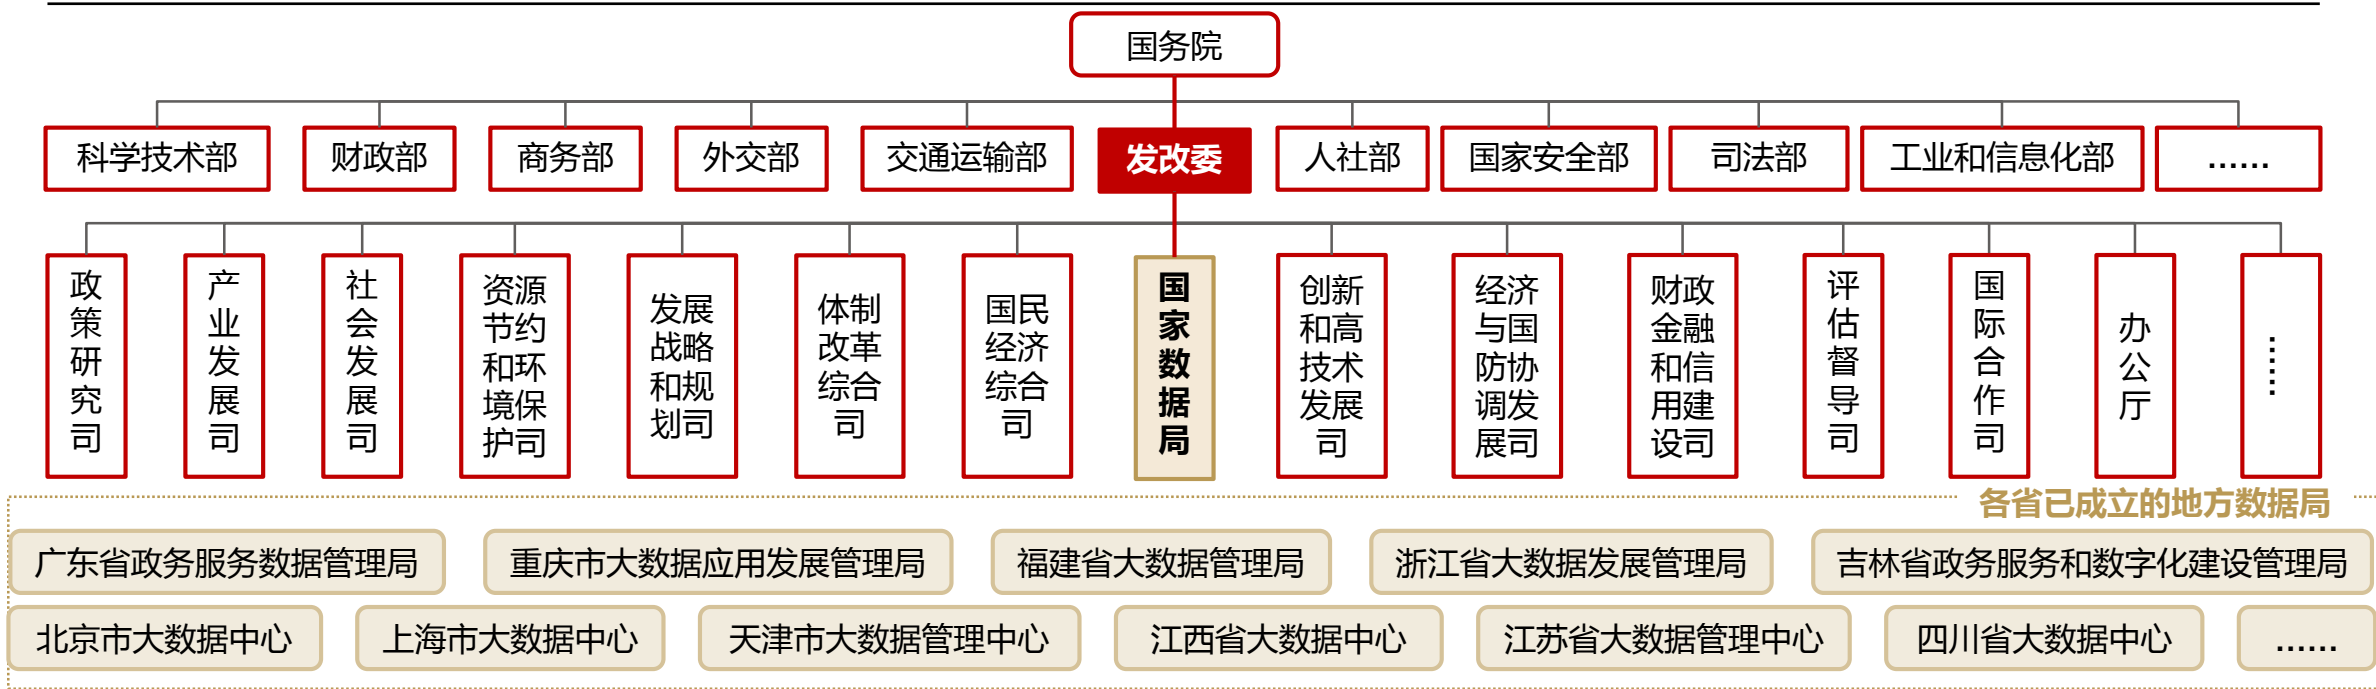 国务院
科学技术部
财政部
商务部
外交部
交通运输部
发改委
人社部
国家安全部
司法部
工业和信息化部
……
政
策
研
究
司
产
业
发
展
司
社
会
发
展
司
资源
节约
和环
境保
护司
发展
战略
和规
划司
体制
改革
综合
司
国民
经济
综合
司
国
家
数
据
局
创新
和高
技术
发展
司
经济
与国
防协
调发
展司
财政
金融
和信
用建
设司
评
估
督
导
司
国
际
合
作
司
办
公
厅
……
各省已成立的地方数据局
广东省政务服务数据管理局
重庆市大数据应用发展管理局
福建省大数据管理局
浙江省大数据发展管理局
吉林省政务服务和数字化建设管理局
北京市大数据中心
上海市大数据中心
天津市大数据管理中心
江西省大数据中心
江苏省大数据管理中心
四川省大数据中心
……